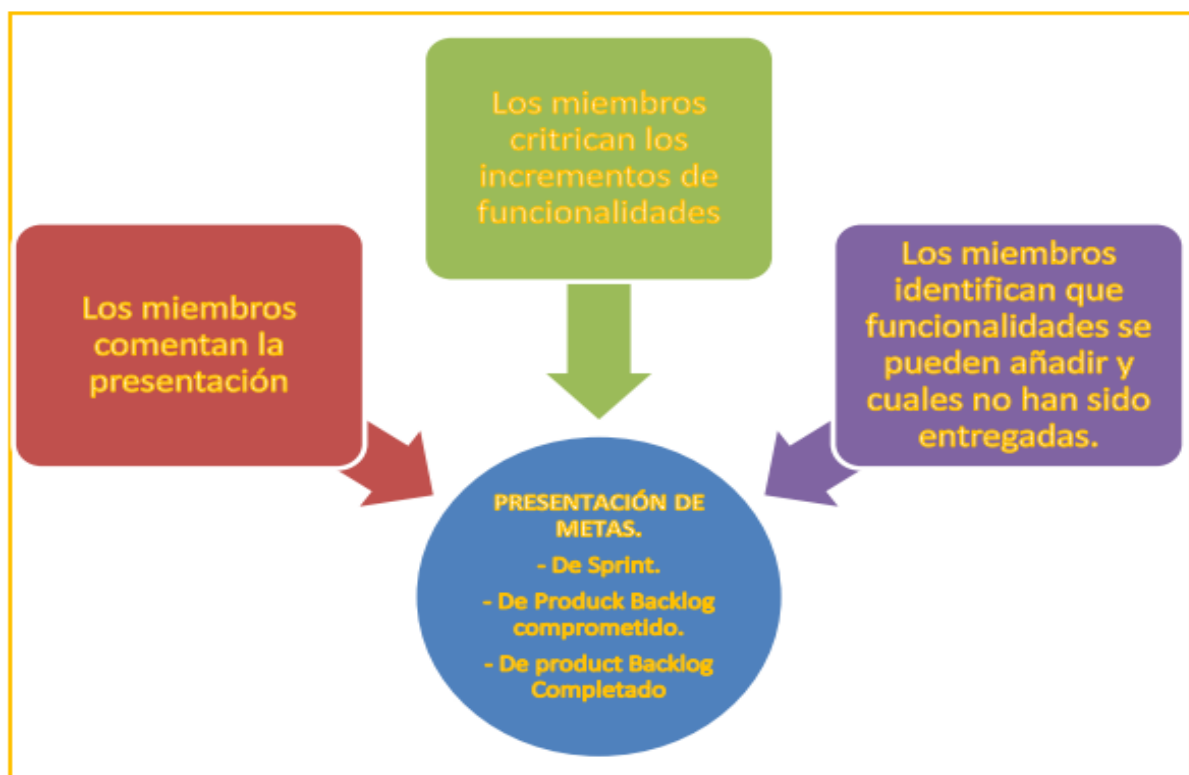 Los miembros
critrican los
incrementos de
funcionalidades
Los miembros
comentan la
presentación
Los miembros
identifican que
funcionalidades se
pueden añadir y
cuales no han sido
entregadas.
PRESENTACIÓN DE
METAS.
- De Sprint.
- De Produck Backlog
comprometido.
- De product Backlog
Completado